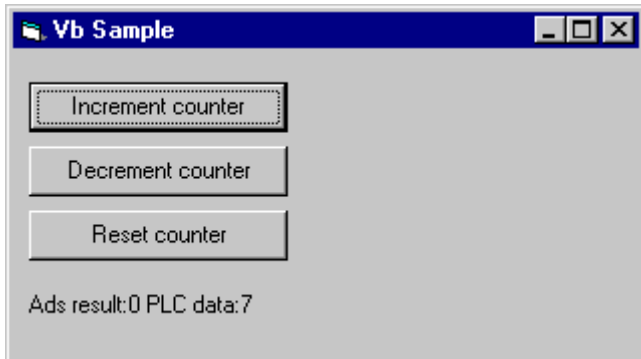 Vb Sample
Increment counter
Decrement counter
Reset counter
Ads result:0 PLC data:7